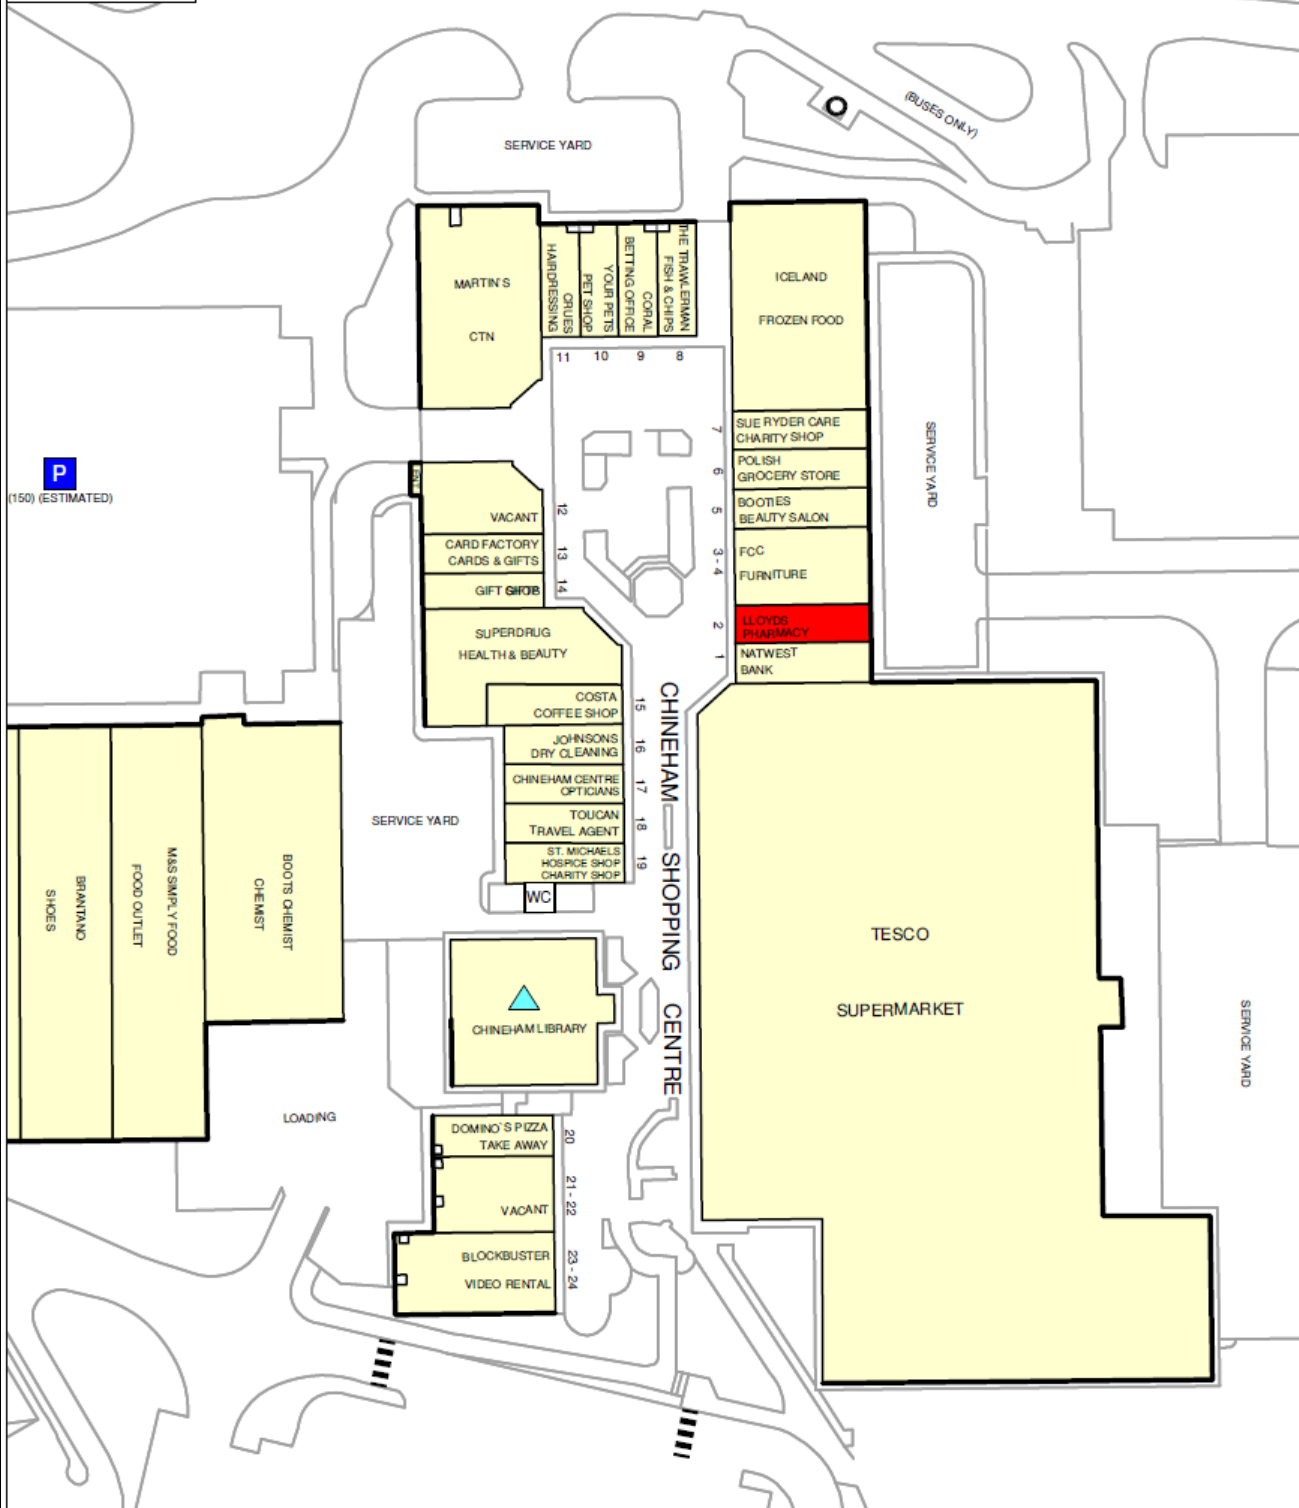 (BUSES ONLY)
SERVICE YARD
MARTIN'S
CTN
HAIRDRESSING
CRUES
PET SHOP
YOUR PETS
BETTING OFFICE
CORAL
FISH & CHIPS
THE TRAWLERMAN
ICELAND
FROZEN FOOD
11
10
9
8
7
SUE RYDER CARE
CHARITY SHOP
6
POLISH
GROCERY STORE
5
BOOTIES
BEAUTY SALON
3 - 4
FCC
FURNITURE
2
LLOYDS
PHARMACY
1
NATWEST
BANK
SERVICE YARD
P
(150) (ESTIMATED)
ENT
VACANT
12
CARD FACTORY
CARDS & GIFTS
13
GIFT
14
SUPERDRUG
HEALTH & BEAUTY
COSTA
COFFEE SHOP
15
JOHNSONS
DRY CLEANING
16
CHINEHAM CENTRE
OPTICIANS
17
TOUCAN
TRAVEL AGENT
18
ST. MICHAELS
HOSPICE SHOP
CHARITY SHOP
19
WC
CHINEHAM SHOPPING CENTRE
SERVICE YARD
BRANTANO
SHOES
M&S SIMPLY FOOD
FOOD OUTLET
BOOTS CHEMIST
CHEMIST
TESCO
SUPERMARKET
SERVICE YARD
CHINEHAM LIBRARY
LOADING
DOMINO'S PIZZA
TAKE AWAY
20
VACANT
21 - 22
BLOCKBUSTER
VIDEO RENTAL
23 - 24